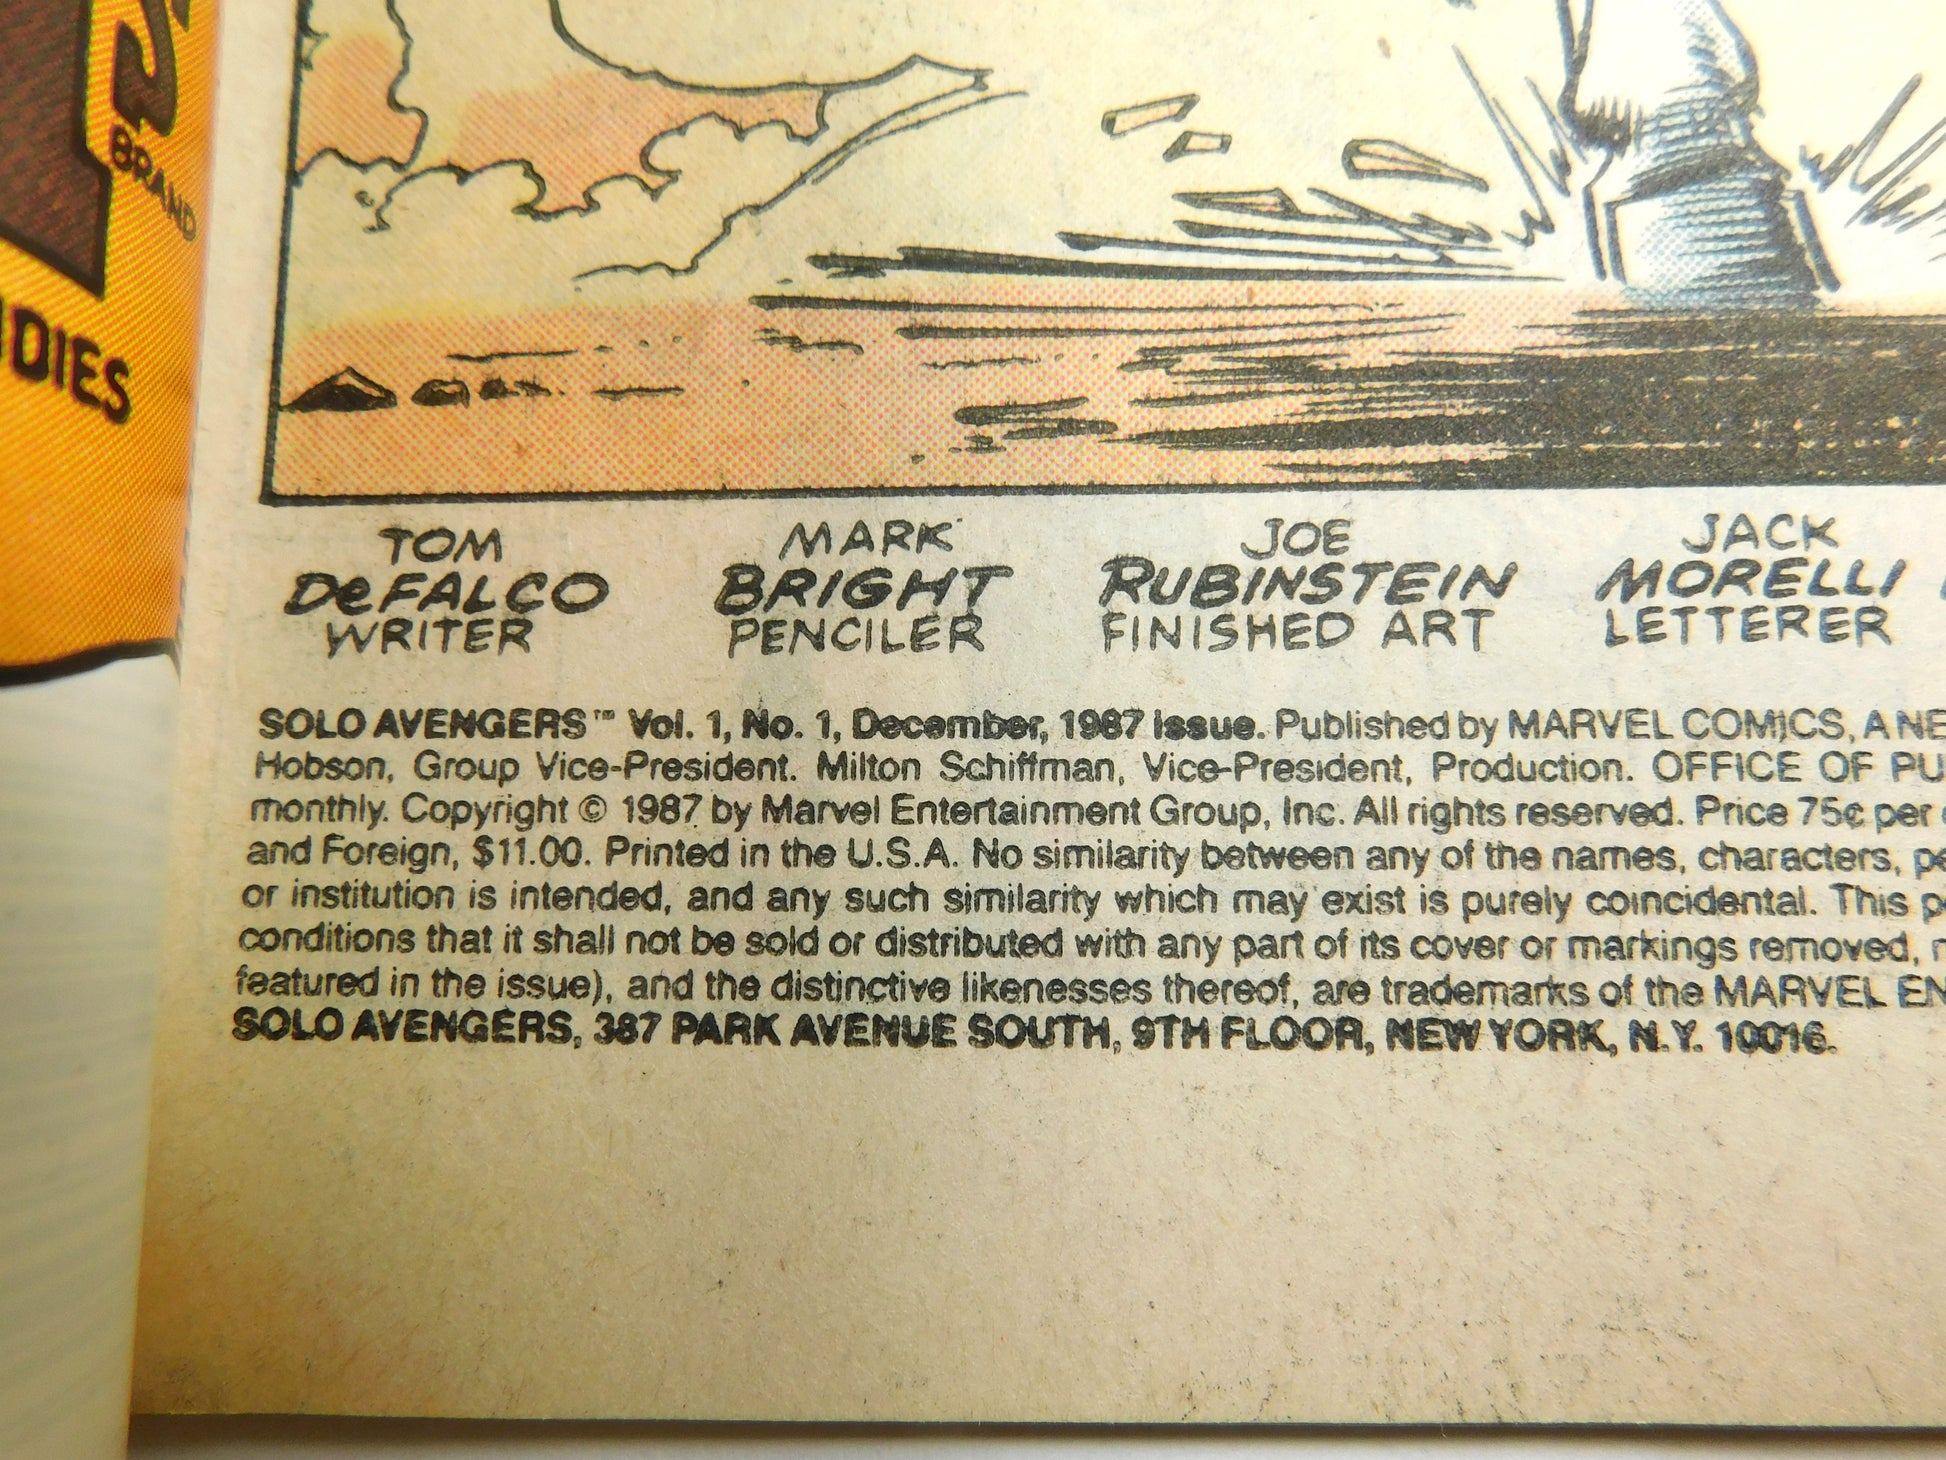 BRAND
DIES
TOM
DeFALCO
WRITER
MARK
BRIGHT
PENCILER
JOE
RUBINSTEIN
FINISHED ART
JACK
MORELLI
LETTERER
SOLO AVENGERS™ Vol. 1, No. 1, December, 1987 issue. Published by MARVEL COMICS, A NE
Hobson, Group Vice-President. Milton Schiffman, Vice-President, Production. OFFICE OF PU
monthly. Copyright © 1987 by Marvel Entertainment Group, Inc. All rights reserved. Price 75¢ per
and Foreign, $11.00. Printed in the U.S.A. No similarity between any of the names, characters, pe
or institution is intended, and any such similarity which may exist is purely coincidental. This p
conditions that it shall not be sold or distributed with any part of its cover or markings removed,
featured in the issue), and the distinctive likenesses thereof, are trademarks of the MARVEL EN
SOLO AVENGERS, 387 PARK AVENUE SOUTH, 9TH FLOOR, NEW YORK, N.Y. 10016.